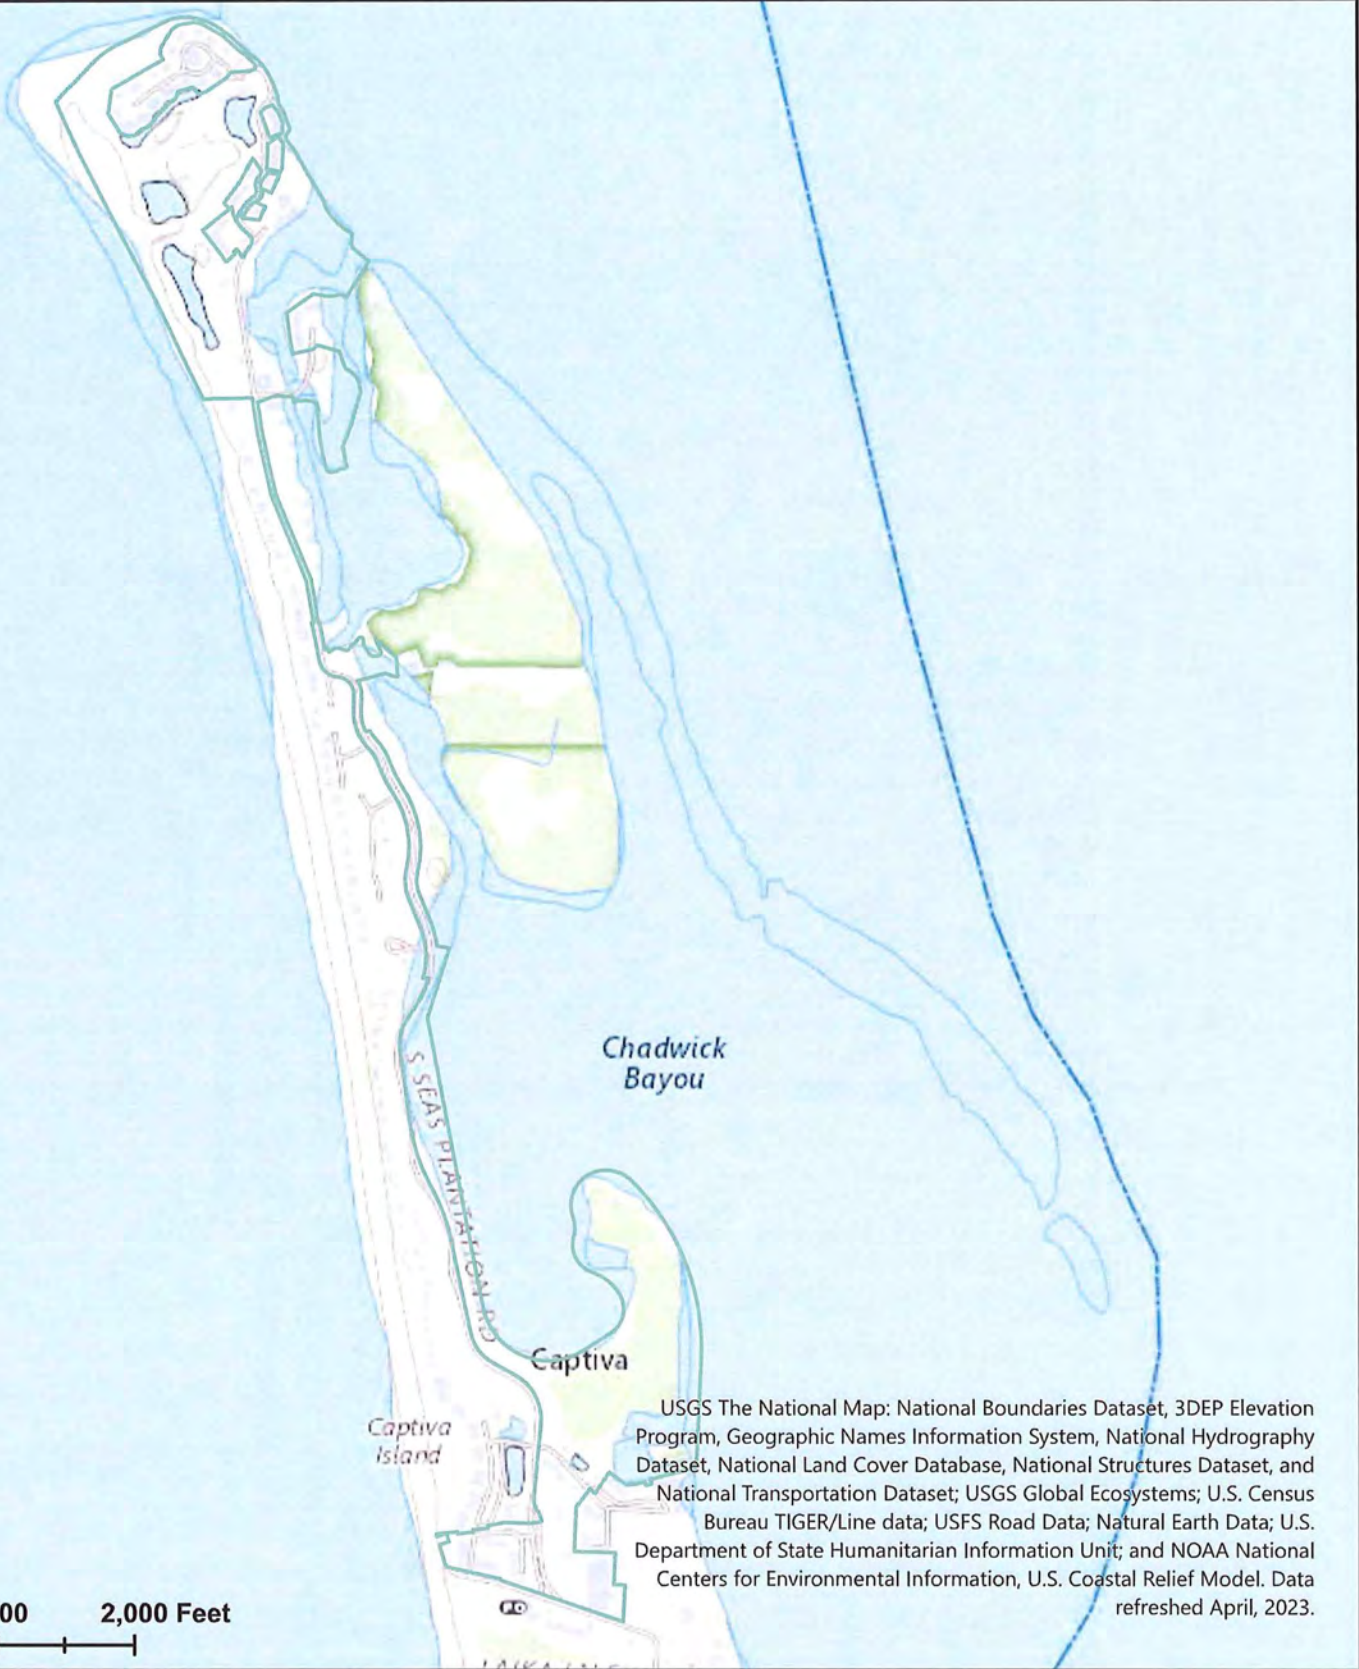 Chadwick
Bayou
S SEAS PLANTATION RD
Captiva
Captiva
Island
USGS The National Map: National Boundaries Dataset, 3DEP Elevation
Program, Geographic Names Information System, National Hydrography
Dataset, National Land Cover Database, National Structures Dataset, and
National Transportation Dataset; USGS Global Ecosystems; U.S. Census
Bureau TIGER/Line data; USFS Road Data; Natural Earth Data; U.S.
Department of State Humanitarian Information Unit; and NOAA National
Centers for Environmental Information, U.S. Coastal Relief Model. Data
refreshed April, 2023.
00 2,000 Feet